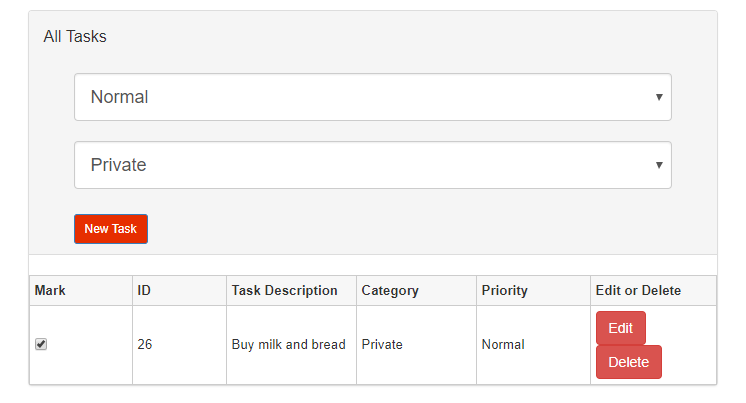 All Tasks
Normal
Private
New Task
Mark ID Task Description Category Priority Edit or Delete
26 Buy milk and bread Private Normal Edit
Delete